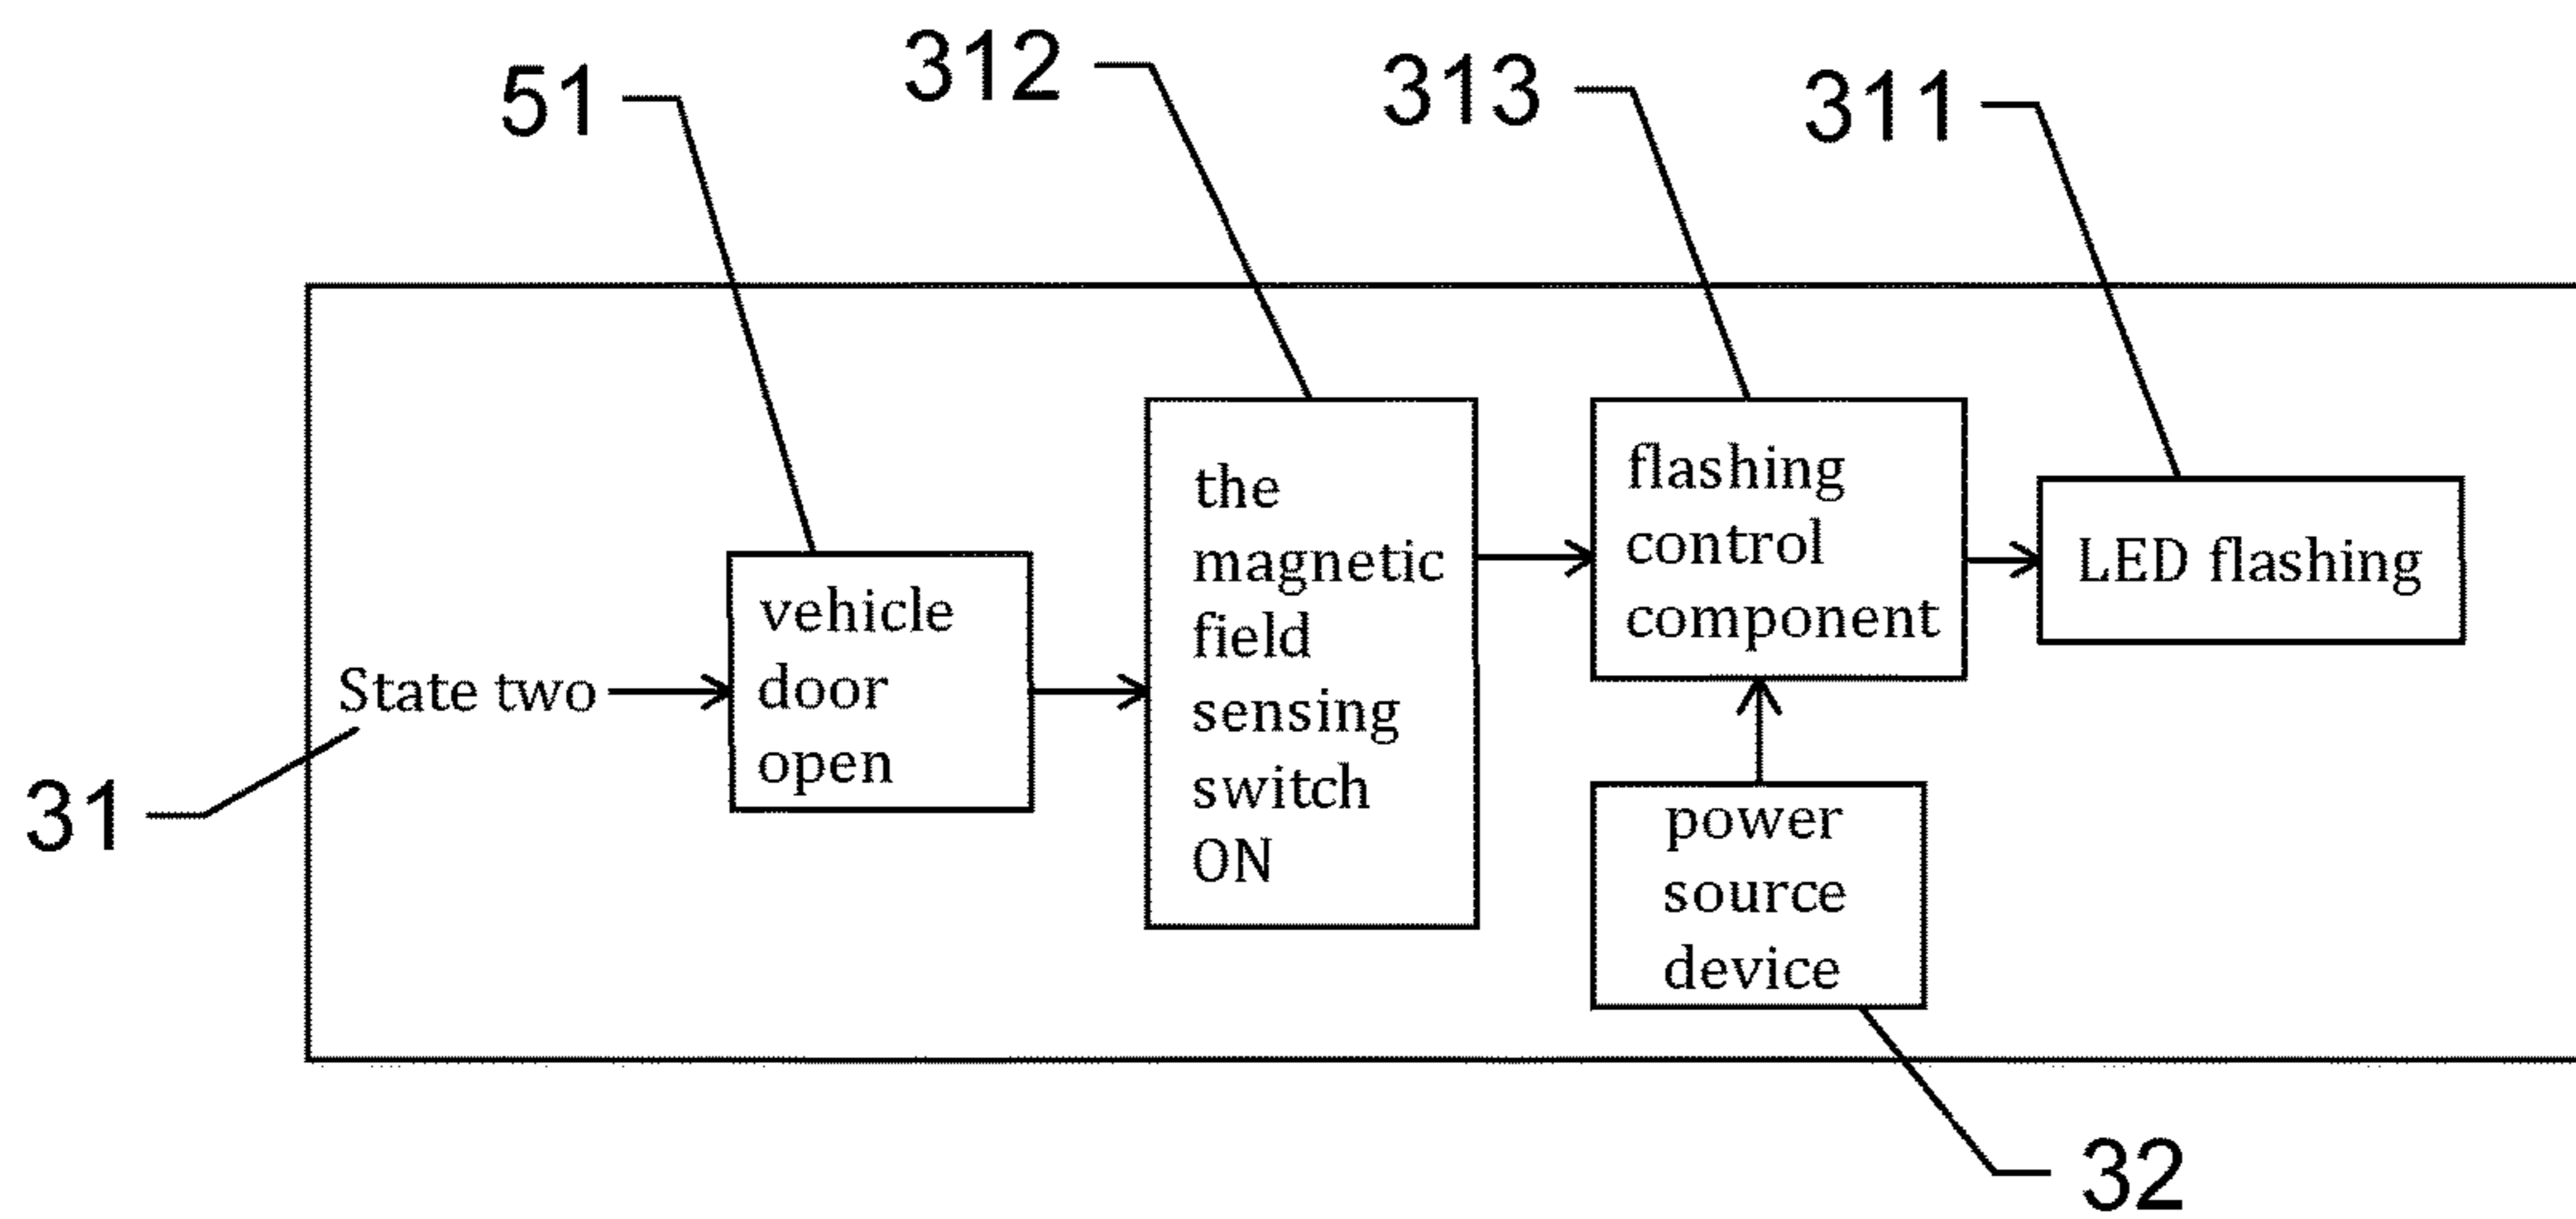 51
312
313
311
the
magnetic
field
sensing
switch
ON
flashing
control
component
LED flashing
vehicle
door
open
State two
31
power
source
device
32